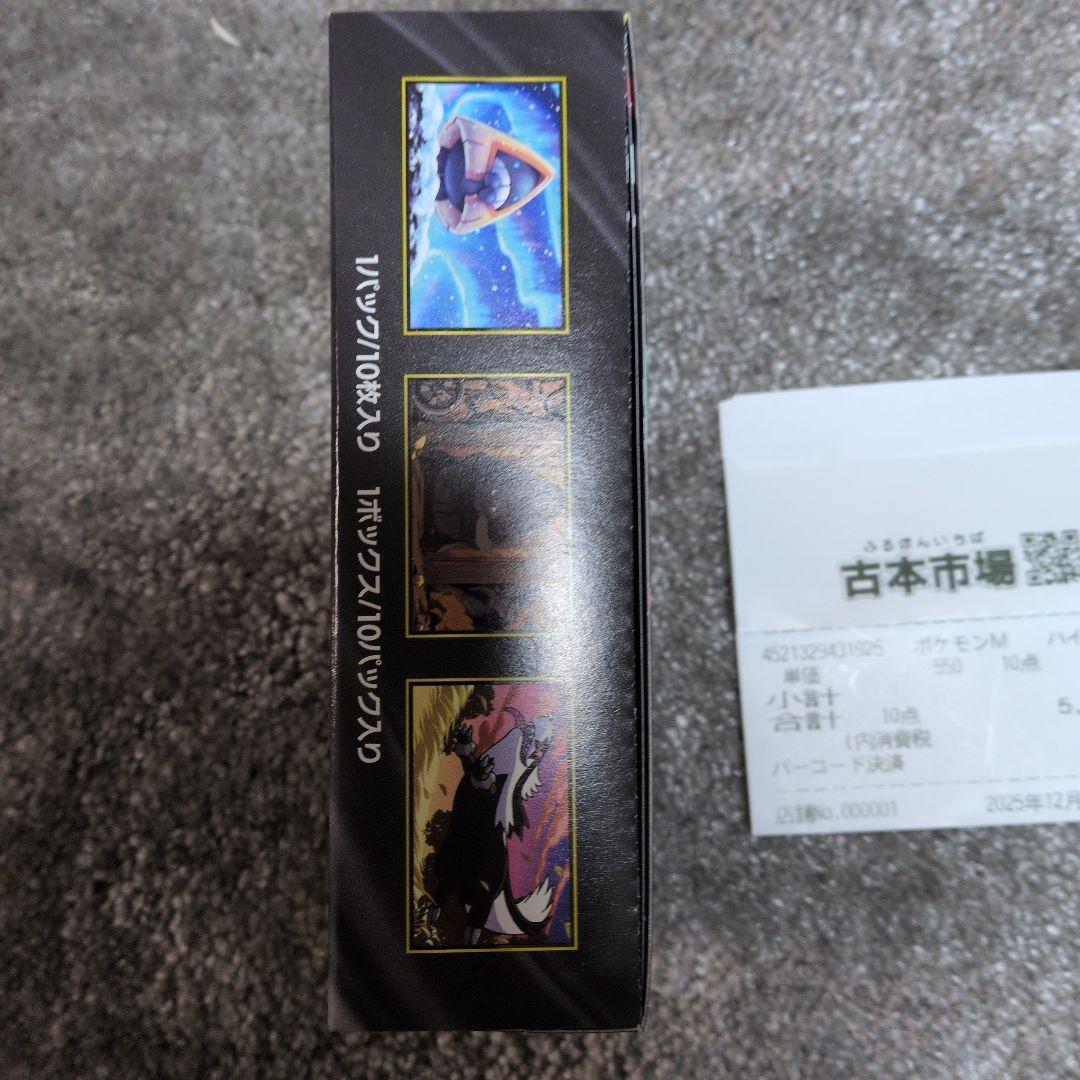 1パック/10枚入り 1ボックス/10パック入り
ふるほんいちば
古本市場
4521329431925 ポケモンM ハイ
単価 550 10点
小計 5,
合計 10点
(内消費税
バーコード決済
店舗No.000001 2025年12月